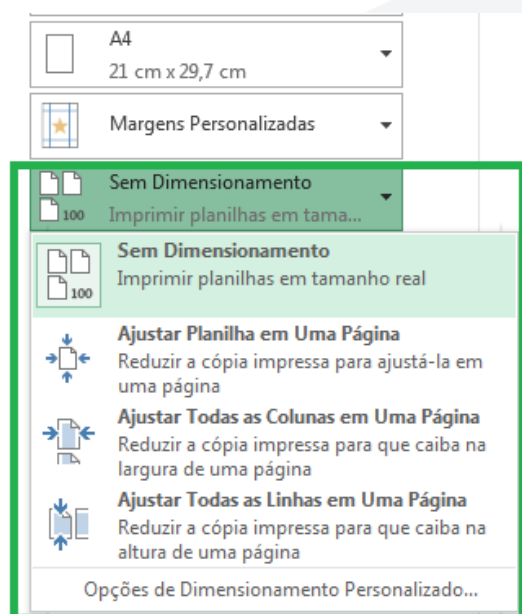 A4
21 cm x 29,7 cm
Margens Personalizadas
Sem Dimensionamento
100 Imprimir planilhas em tama...
Sem Dimensionamento
Imprimir planilhas em tamanho real
100
Ajustar Planilha em Uma Página
Reduzir a cópia impressa para ajustá-la em
uma página
Ajustar Todas as Colunas em Uma Página
Reduzir a cópia impressa para que caiba na
largura de uma página
Ajustar Todas as Linhas em Uma Página
Reduzir a cópia impressa para que caiba na
altura de uma página
Opções de Dimensionamento Personalizado...